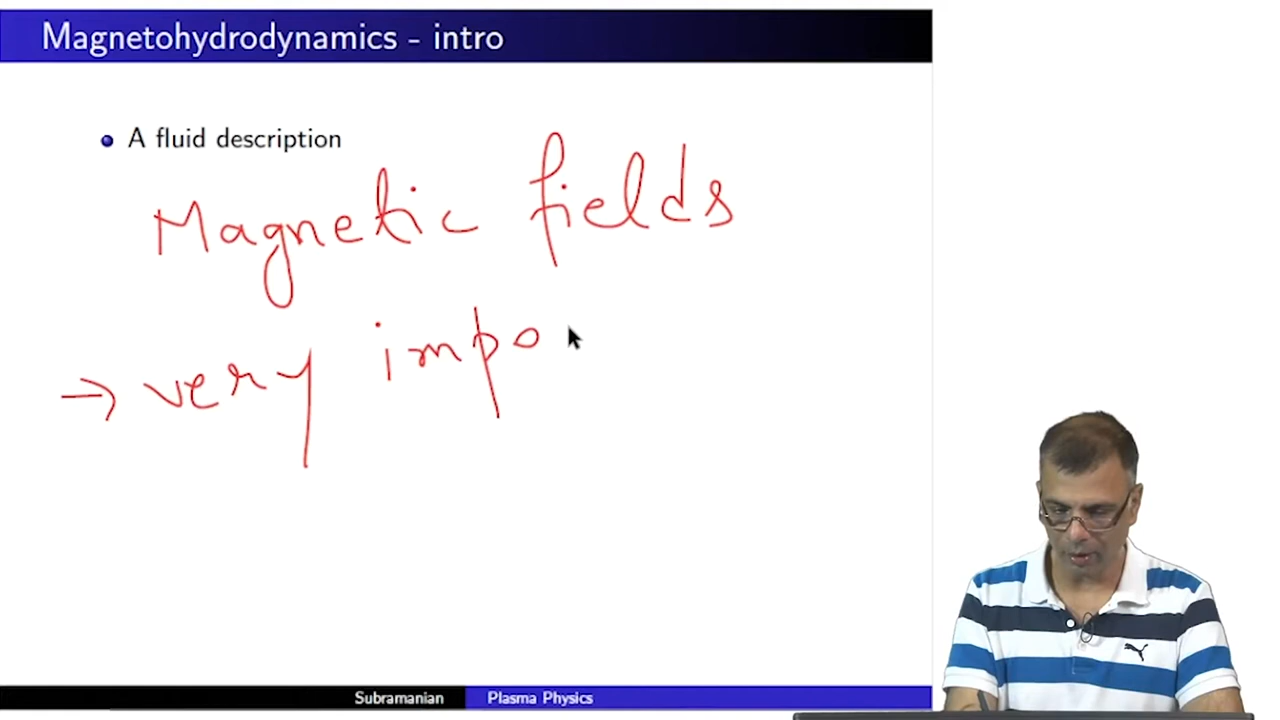 Magnetohydrodynamics - intro
A fluid description
Magnetic fields
→ very impo
Subramanian Plasma Physics